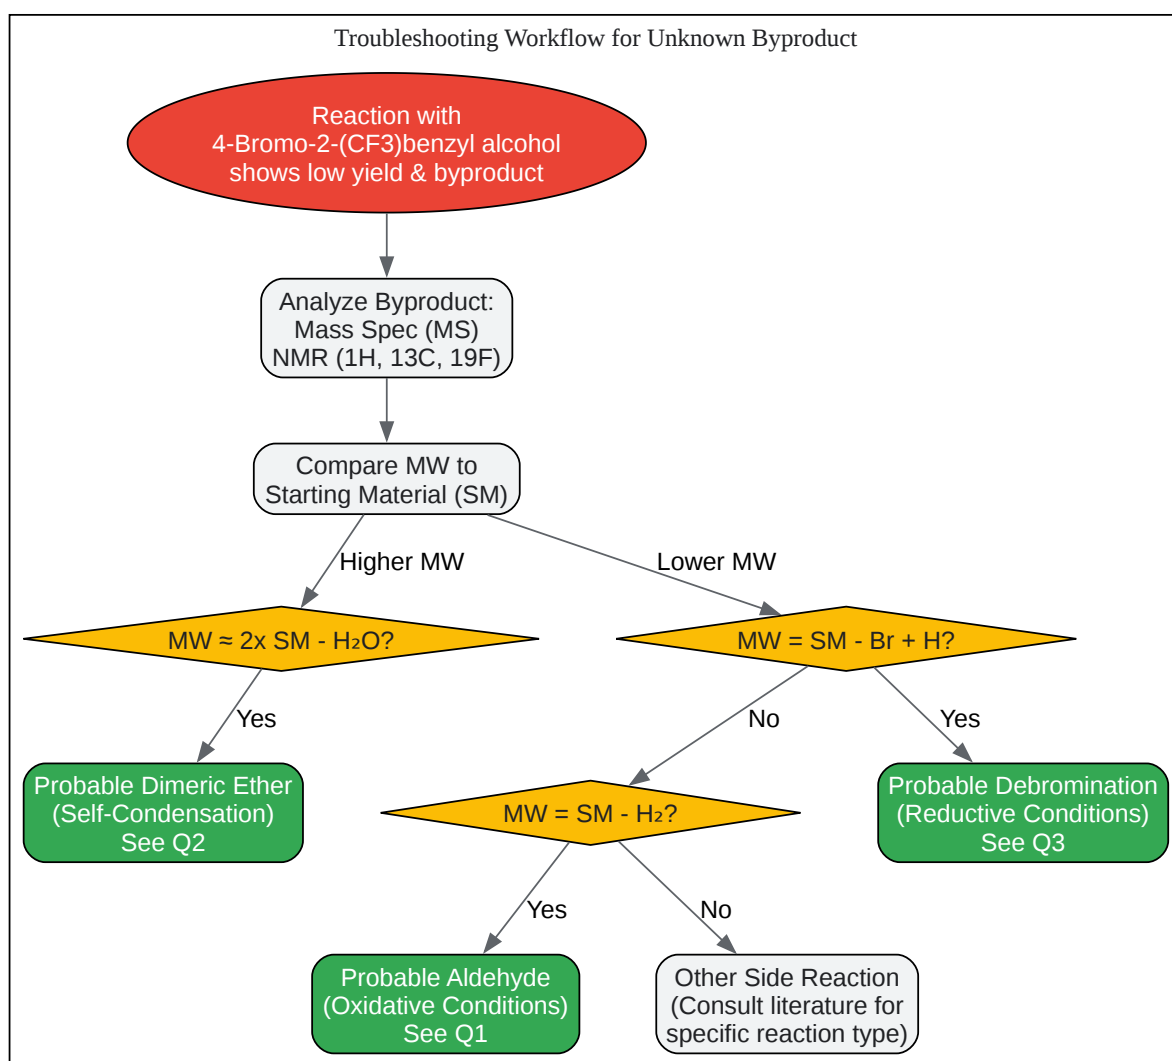 Troubleshooting Workflow for Unknown Byproduct
Reaction with
4-Bromo-2-(CF3)benzyl alcohol
shows low yield & byproduct
Analyze Byproduct:
Mass Spec (MS)
NMR (1H, 13C, 19F)
Compare MW to
Starting Material (SM)
Higher MW
Lower MW
MW ≈ 2x SM - H₂O?
MW = SM - Br + H?
Yes
No
Yes
Probable Dimeric Ether
(Self-Condensation)
See Q2
MW = SM - H₂?
Probable Debromination
(Reductive Conditions)
See Q3
Yes
No
Probable Aldehyde
(Oxidative Conditions)
See Q1
Other Side Reaction
(Consult literature for
specific reaction type)